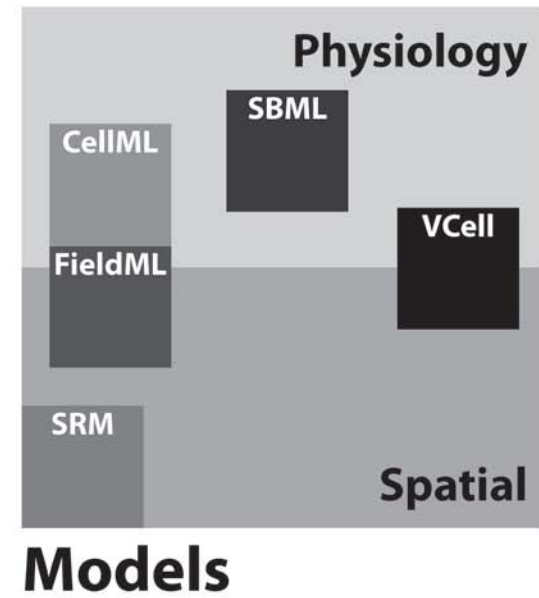 Physiology
SBML
CellML
VCell
FieldML
SRM
Spatial
Models